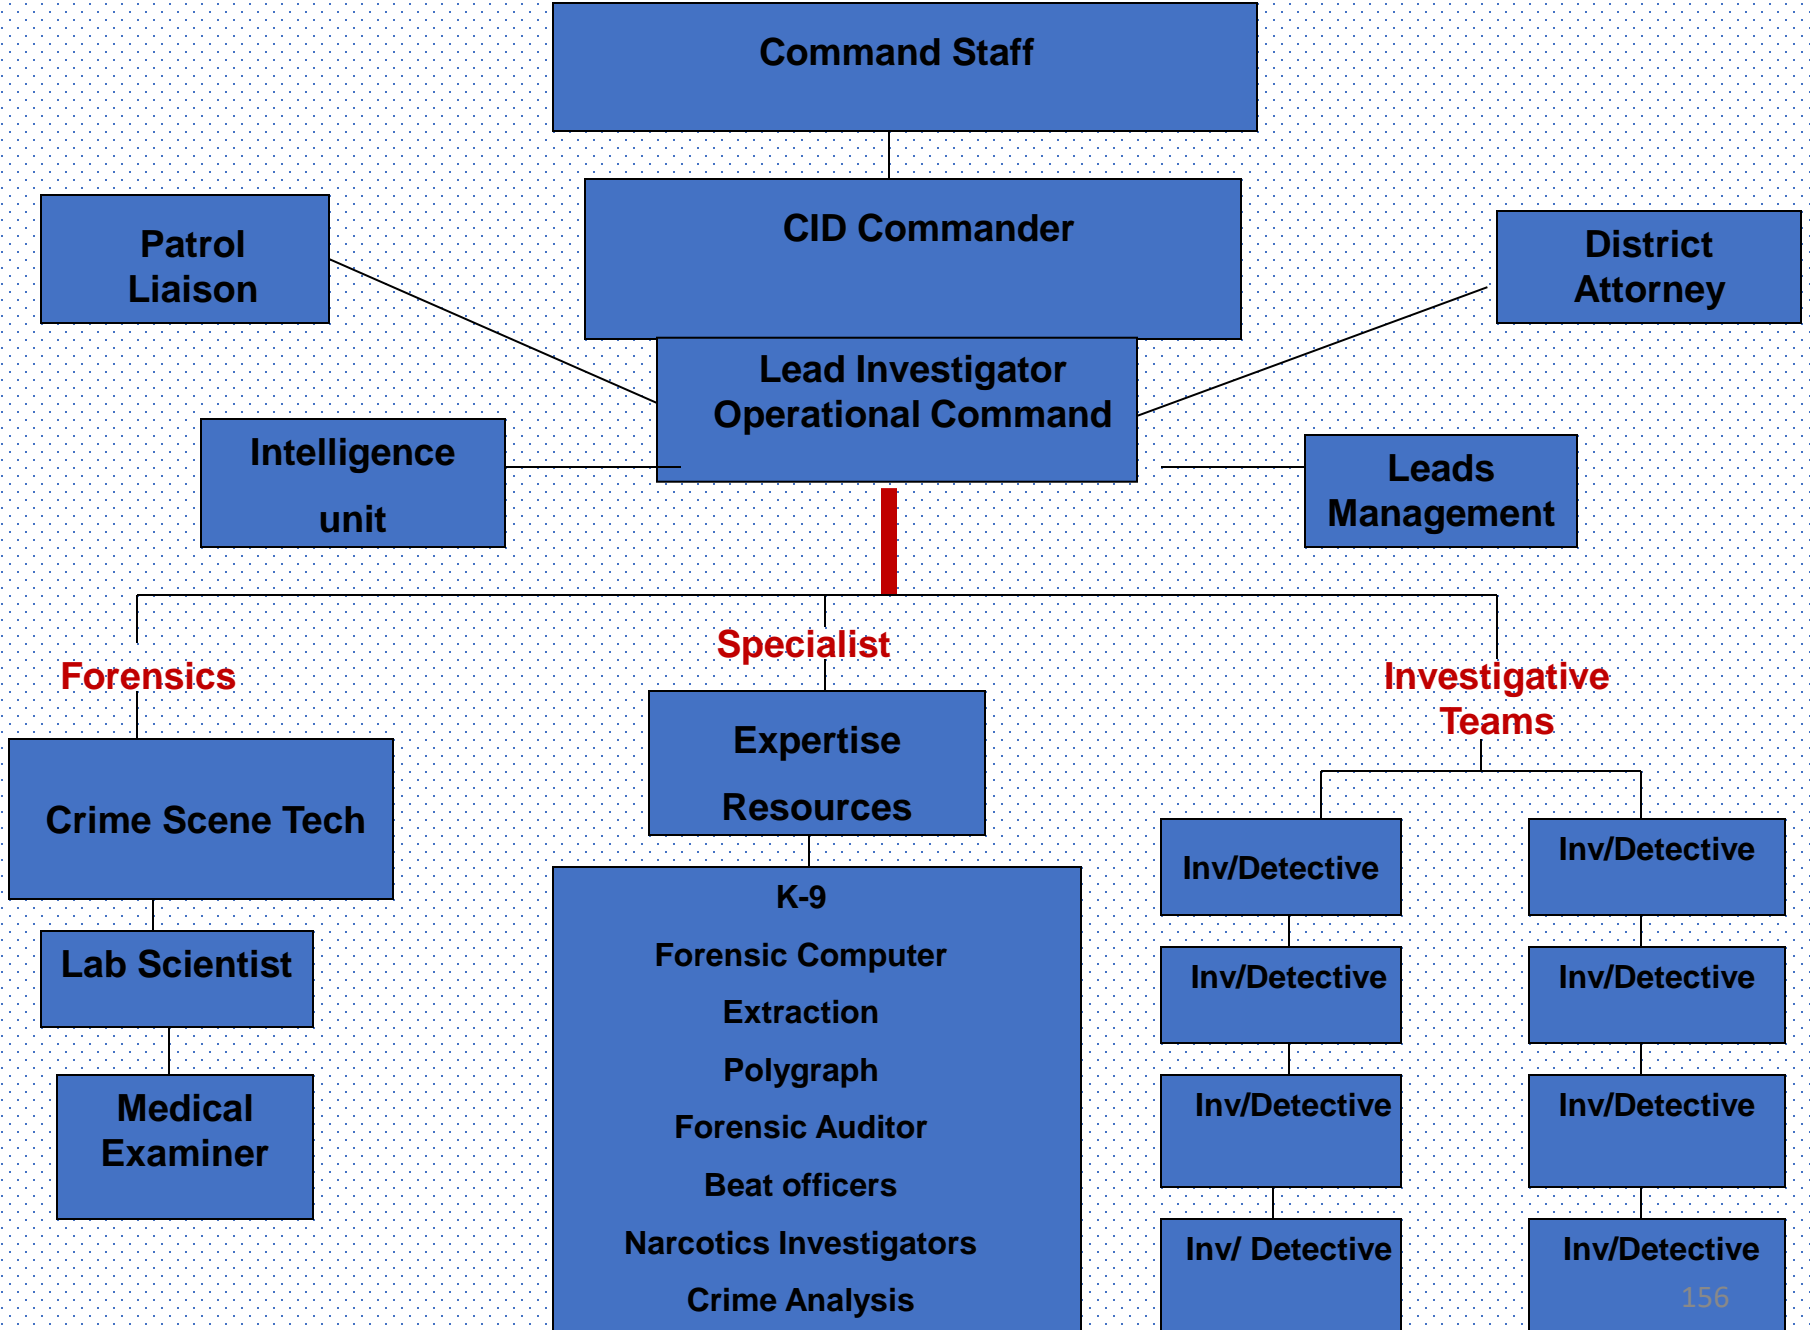 Command Staff
CID Commander
Patrol
Liaison
District
Attorney
Lead Investigator
Operational Command
Intelligence
unit
Leads
Management
Forensics
Specialist
Investigative
Teams
Crime Scene Tech
Lab Scientist
Medical
Examiner
Expertise
Resources
K-9
Forensic Computer
Extraction
Polygraph
Forensic Auditor
Beat officers
Narcotics Investigators
Crime Analysis
Inv/Detective
Inv/Detective
Inv/Detective
Inv/ Detective
Inv/Detective
Inv/Detective
Inv/Detective
Inv/Detective
156